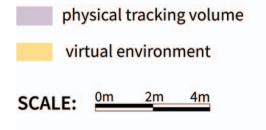 physical tracking volume
virtual environment
SCALE: 0m 2m 4m